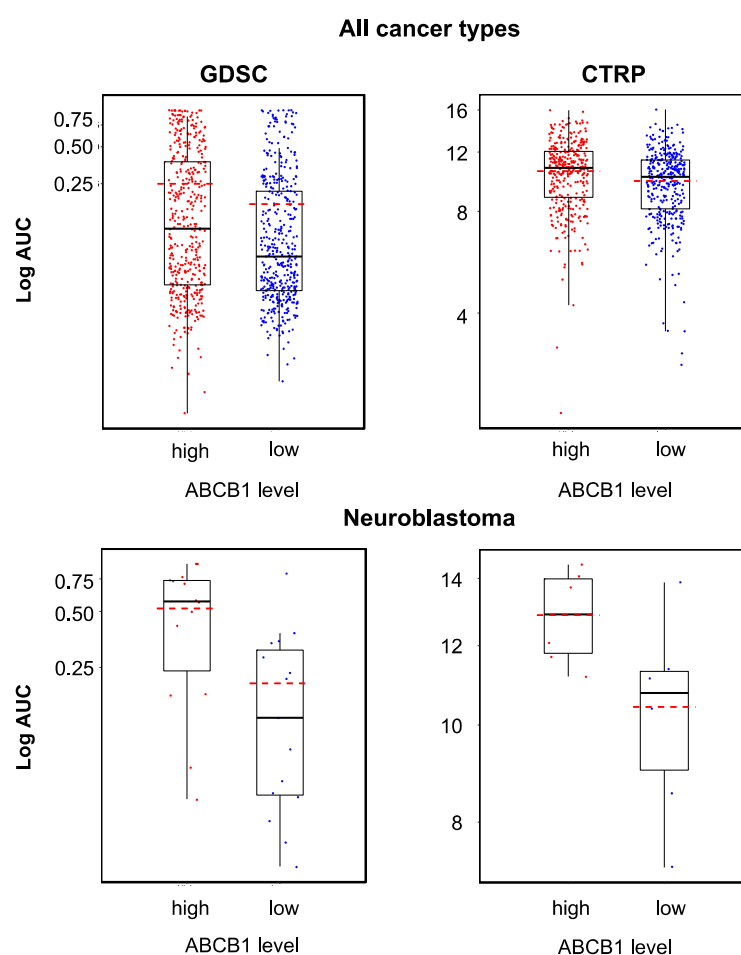 All cancer types
GDSC
CTRP
0.75
0.50
0.25
Log AUC
high
low
ABCB1 level
16
12
8
4
high
low
ABCB1 level
Neuroblastoma
0.75
0.50
0.25
Log AUC
high
low
ABCB1 level
14
12
10
8
high
low
ABCB1 level